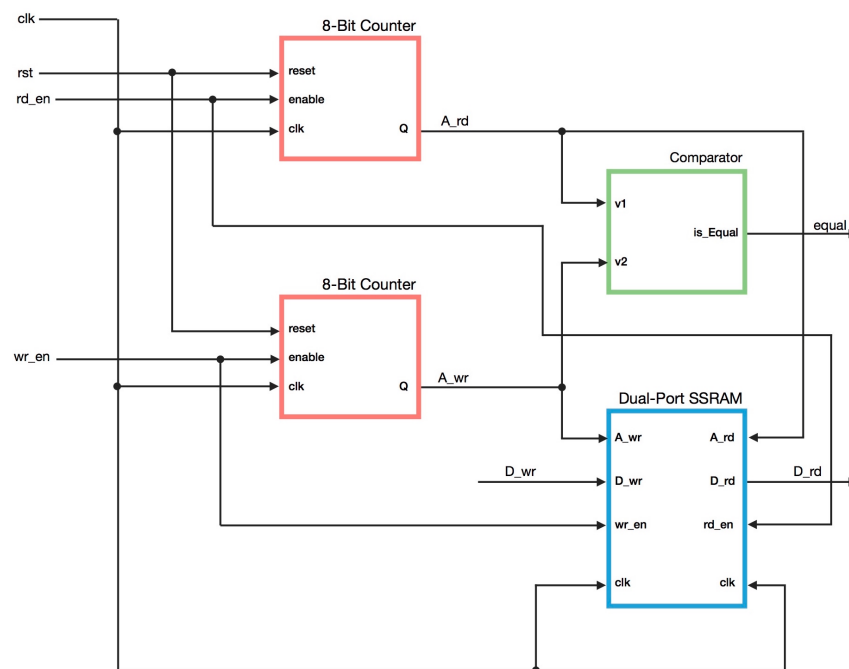 clk
8-Bit Counter
rst
reset
rd_en
enable
clk
Q
A_rd
Comparator
v1
is_Equal
equal
v2
8-Bit Counter
reset
wr_en
enable
clk
Q
A_wr
Dual-Port SSRAM
A_wr
A_rd
D_wr
D_wr
D_rd
D_rd
wr_en
rd_en
clk
clk